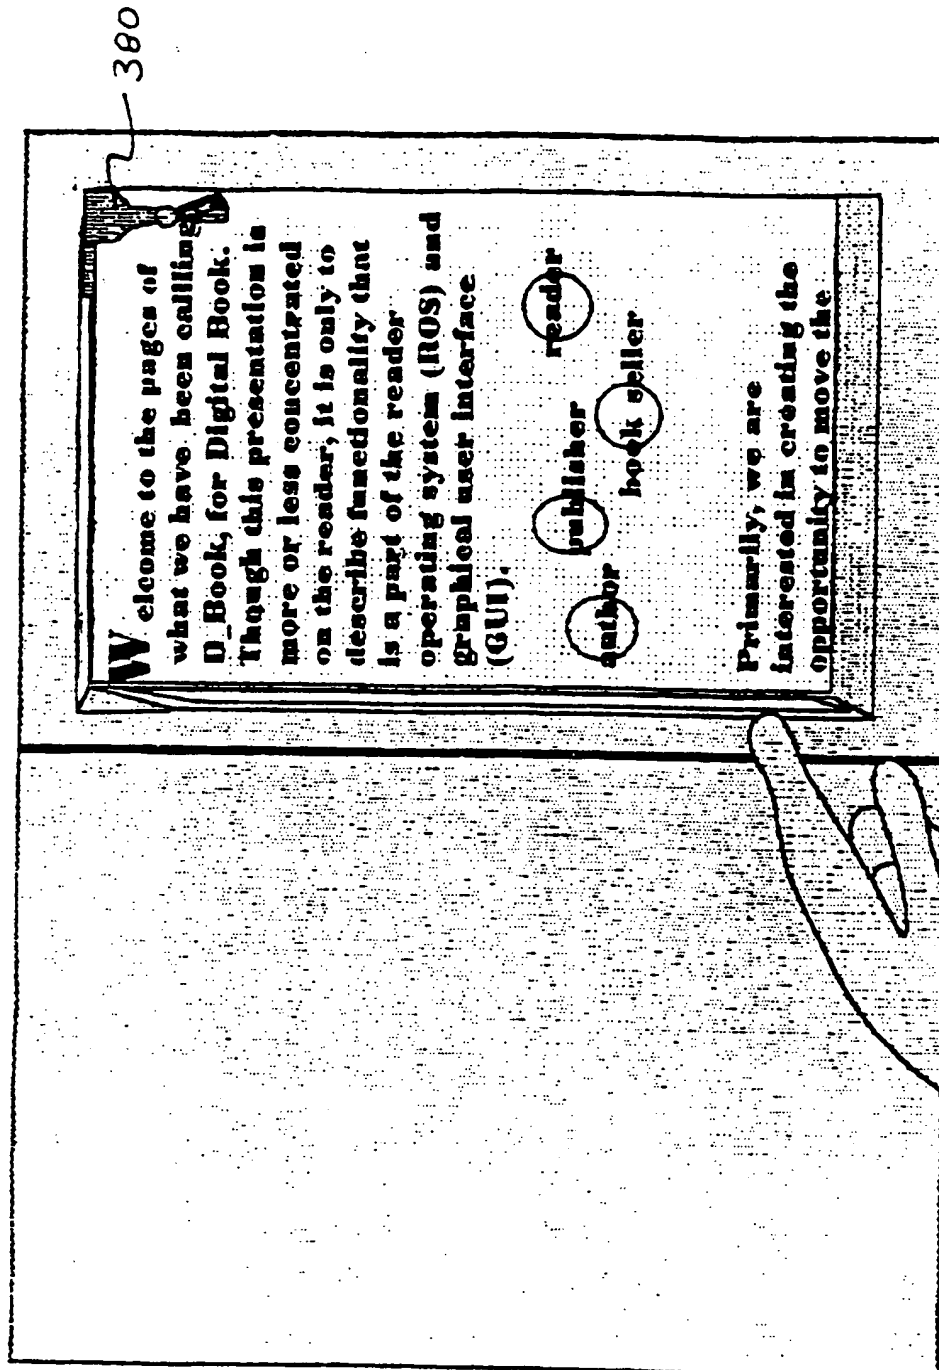 380
Welcome to the pages of
what we have been callling
D_Book, for Digital Book.
Though this presentation is
more or less concentrated
on the reader, it is only to
describe functionality that
is a part of the reader
operating system (ROS) and
graphical user interface
(GUI).
author publisher reader
book seller
Primarily, we are
interested in creating the
opportunity to move the